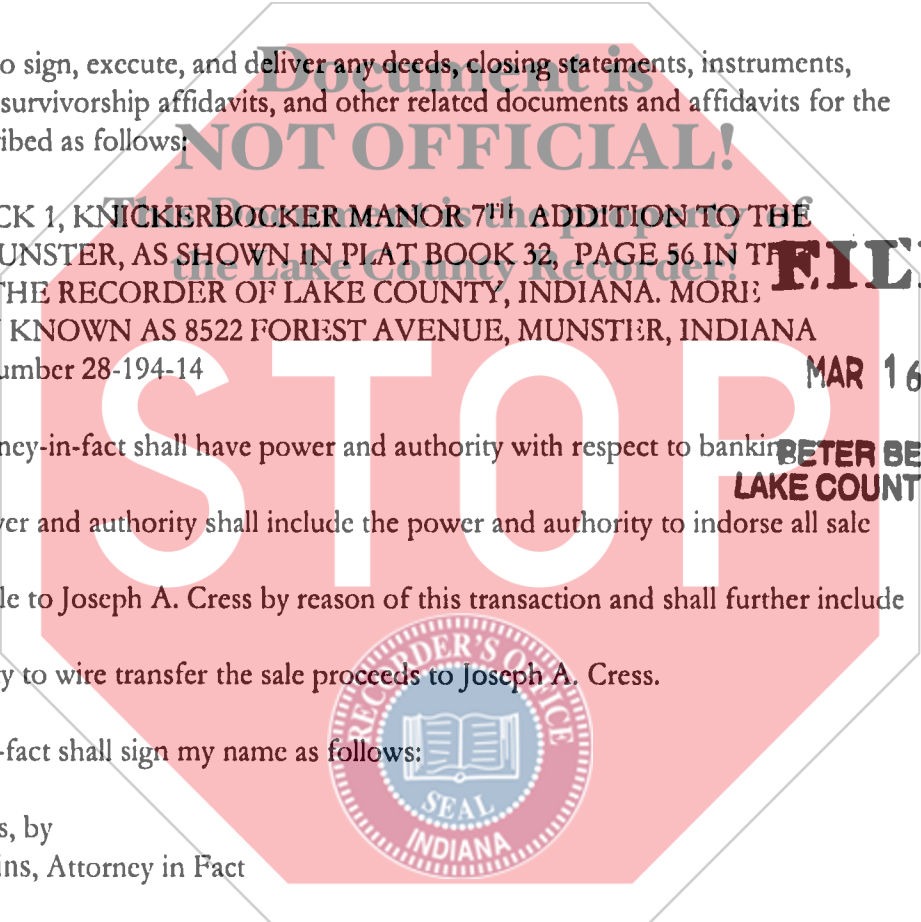 o sign, execute, and deliver any deeds, closing statements, instruments,
survivorship affidavits, and other related documents and affidavits for the
ibed as follows:
Document is
NOT OFFICIAL!
This Document is the property of
the Lake County Recorder!
CK 1, KNICKERBOCKER MANOR 7TH ADDITION TO THE
UNSTER, AS SHOWN IN PLAT BOOK 32, PAGE 56 IN THE
THE RECORDER OF LAKE COUNTY, INDIANA. MORE
KNOWN AS 8522 FOREST AVENUE, MUNSTER, INDIANA
umber 28-194-14
FIL
MAR 16
PETER BE
LAKE COUNT
ney-in-fact shall have power and authority with respect to banking
ver and authority shall include the power and authority to indorse all sale
le to Joseph A. Cress by reason of this transaction and shall further include
y to wire transfer the sale proceeds to Joseph A. Cress.
-fact shall sign my name as follows:
s, by
ins, Attorney in Fact
STOP
RECORDER'S OFFICE
SEAL
INDIANA